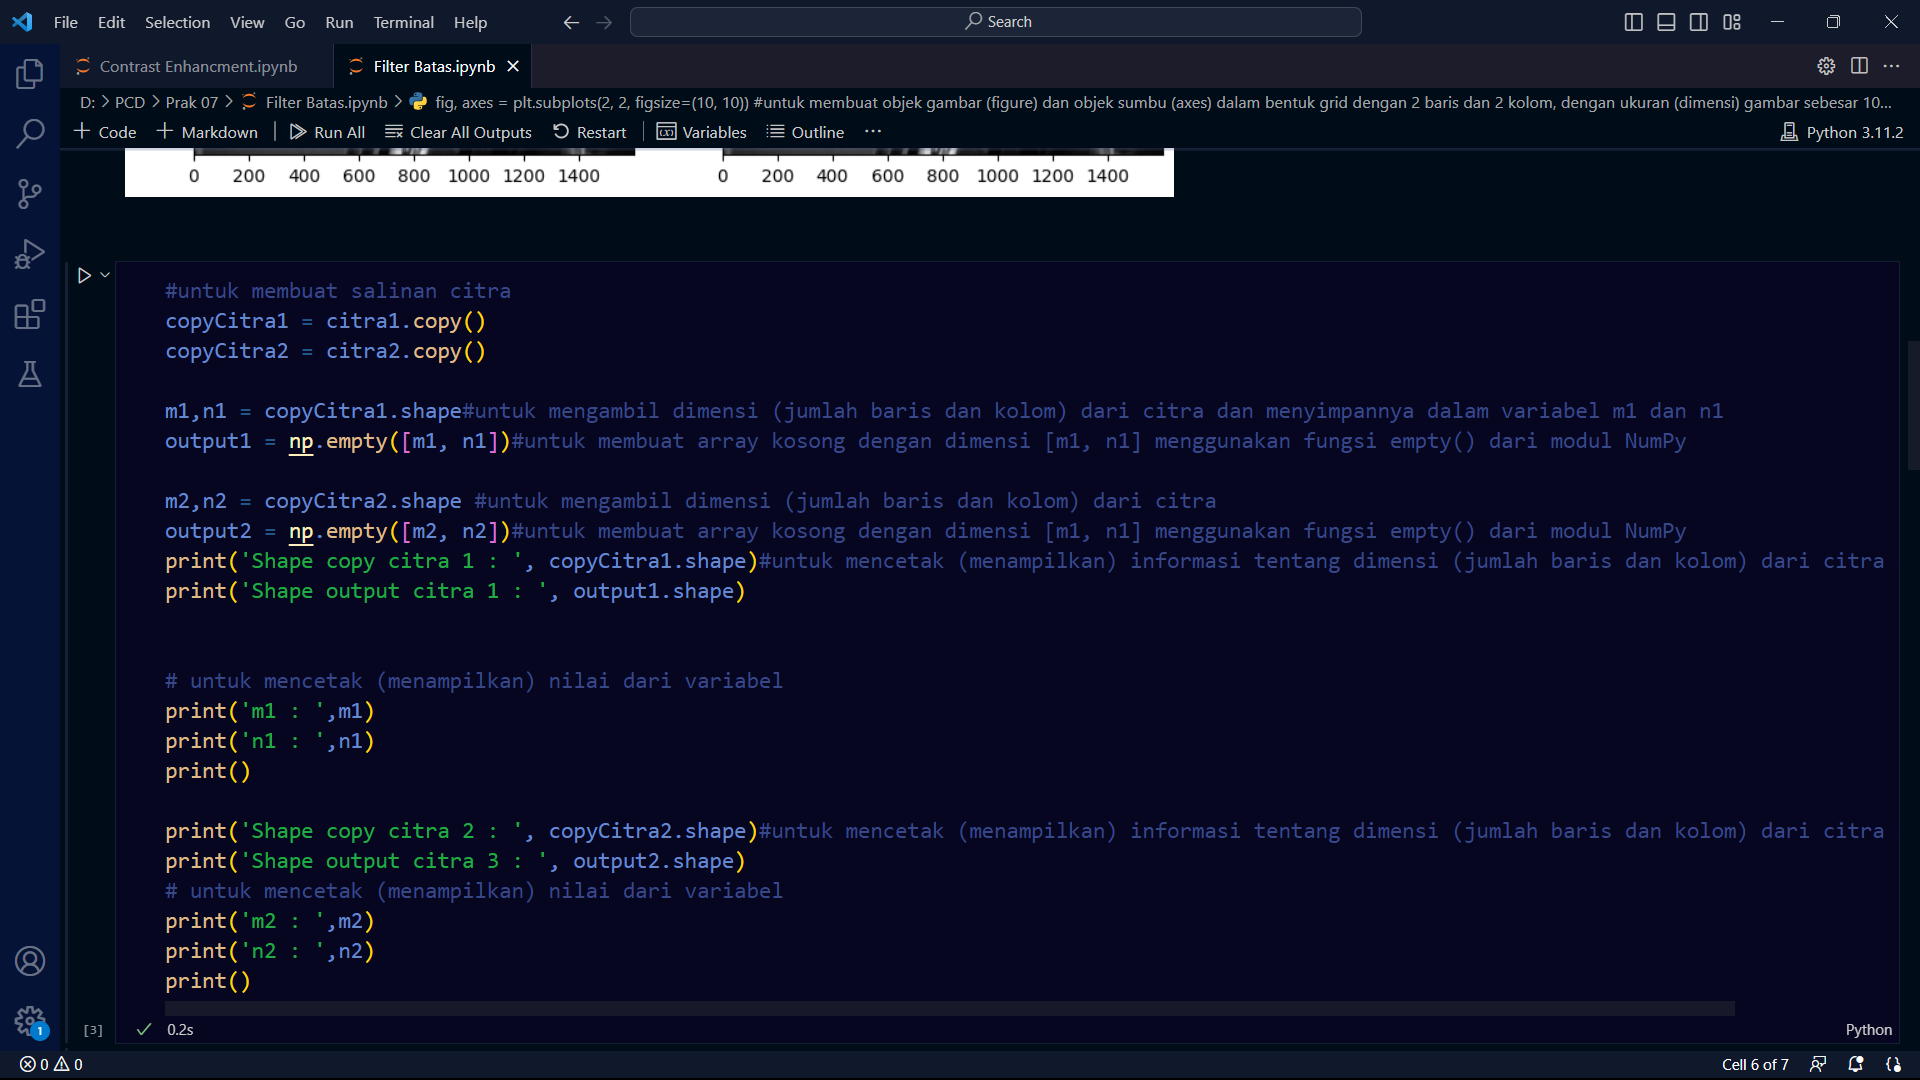 File Edit Selection View Go Run Terminal Help
Search
Contrast Enhancment.ipynb
Filter Batas.ipynb
D: > PCD > Prak 07 > Filter Batas.ipynb > fig, axes = plt.subplots(2, 2, figsize=(10, 10)) #untuk membuat objek gambar (figure) dan objek sumbu (axes) dalam bentuk grid dengan 2 baris dan 2 kolom, dengan ukuran (dimensi) gambar sebesar 10...
+ Code + Markdown | Run All Clear All Outputs Restart | Variables Outline ...
Python 3.11.2
0 200 400 600 800 1000 1200 1400
0 200 400 600 800 1000 1200 1400
#untuk membuat salinan citra
copyCitra1 = citra1.copy()
copyCitra2 = citra2.copy()
m1,n1 = copyCitra1.shape#untuk mengambil dimensi (jumlah baris dan kolom) dari citra dan menyimpannya dalam variabel m1 dan n1
output1 = np.empty([m1, n1])#untuk membuat array kosong dengan dimensi [m1, n1] menggunakan fungsi empty() dari modul NumPy
m2,n2 = copyCitra2.shape #untuk mengambil dimensi (jumlah baris dan kolom) dari citra
output2 = np.empty([m2, n2])#untuk membuat array kosong dengan dimensi [m1, n1] menggunakan fungsi empty() dari modul NumPy
print('Shape copy citra 1 : ', copyCitra1.shape)#untuk mencetak (menampilkan) informasi tentang dimensi (jumlah baris dan kolom) dari citra
print('Shape output citra 1 : ', output1.shape)
# untuk mencetak (menampilkan) nilai dari variabel
print('m1 : ',m1)
print('n1 : ',n1)
print()
print('Shape copy citra 2 : ', copyCitra2.shape)#untuk mencetak (menampilkan) informasi tentang dimensi (jumlah baris dan kolom) dari citra
print('Shape output citra 3 : ', output2.shape)
# untuk mencetak (menampilkan) nilai dari variabel
print('m2 : ',m2)
print('n2 : ',n2)
print()
[3] ✓ 0.2s
Python
1
0 0
Cell 6 of 7